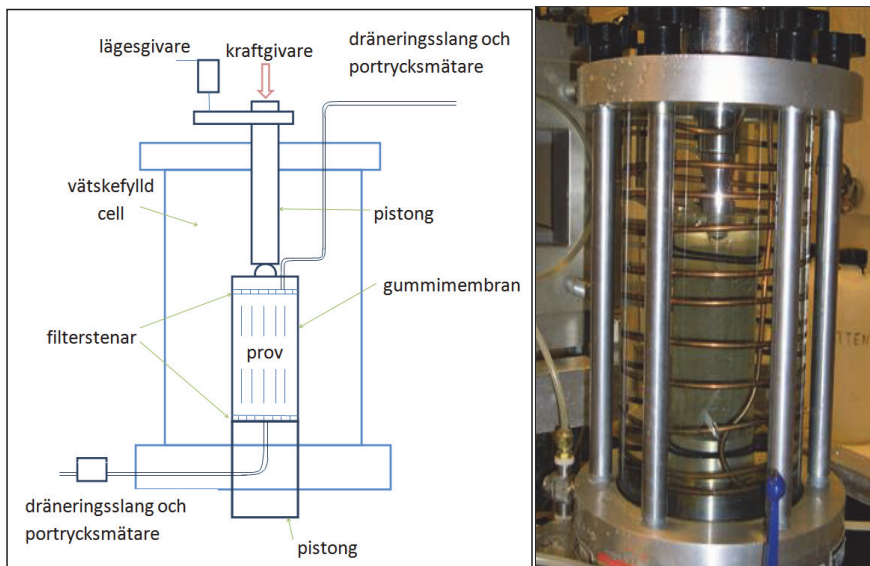 lägesgivare
kraftgivare
dräneringsslang och
portrycksmätare
vätskefylld
cell
pistong
gummimembran
filterstenar
prov
dräneringsslang och
portrycksmätare
pistong